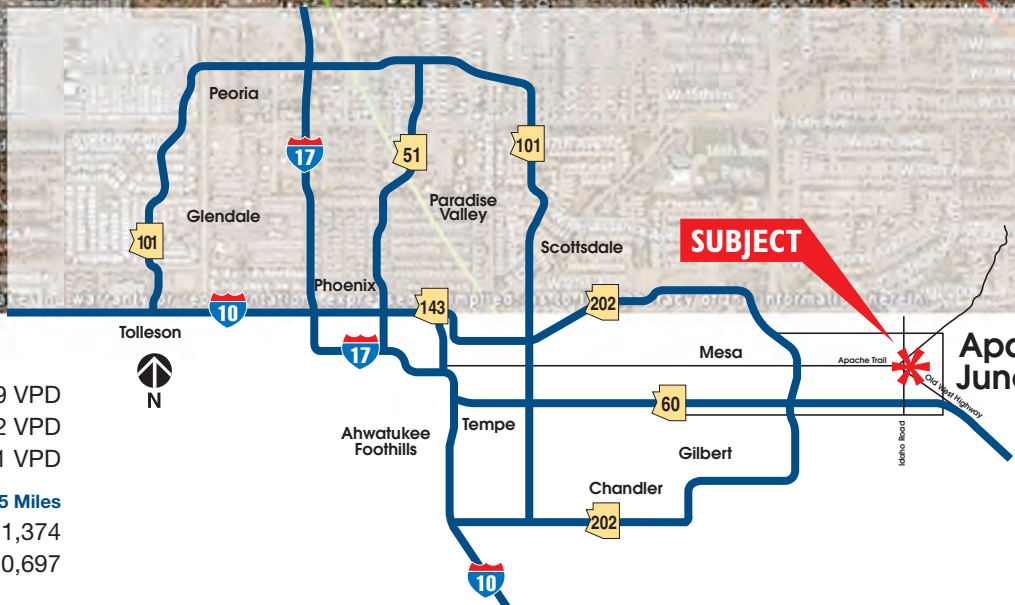 Peoria
17
51
101
Paradise
Valley
Glendale
101
Scottsdale
SUBJECT
Phoenix
10
143
202
Tolleson
17
N
Mesa
Apache Trail
Old West Highway
Idaho Road
60
Tempe
Ahwatukee
Foothills
Gilbert
Chandler
202
10
9 VPD
2 VPD
1 VPD
5 Miles
1,374
0,697